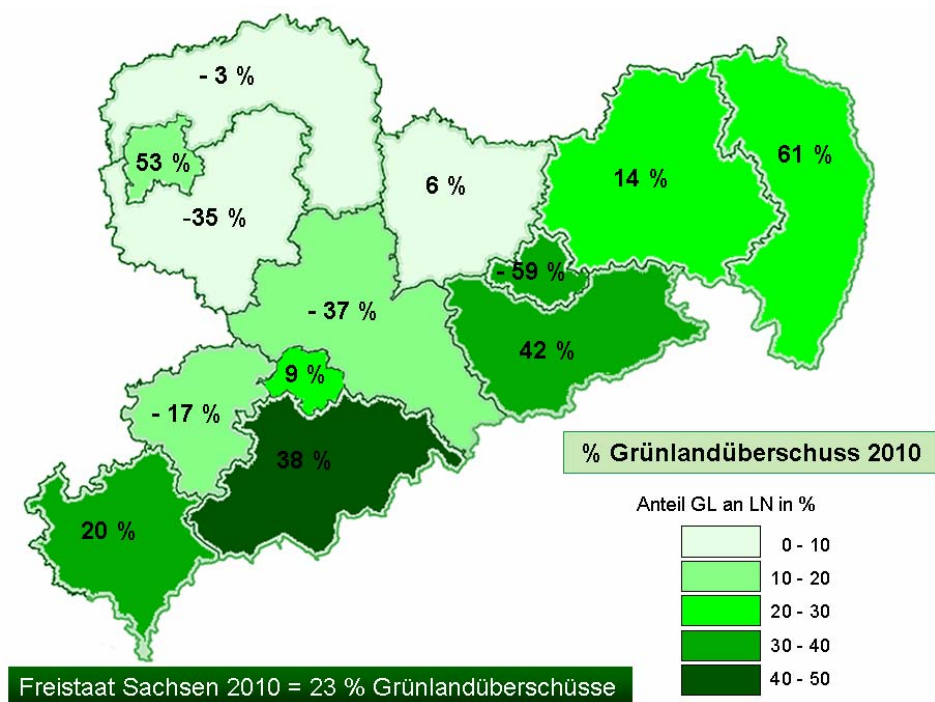 - 3 %
53 %
-35 %
6 %
14 %
61 %
- 59 %
- 37 %
42 %
9 %
- 17 %
38 %
20 %
% Grünlandüberschuss 2010
Anteil GL an LN in %
0 - 10
10 - 20
20 - 30
30 - 40
40 - 50
Freistaat Sachsen 2010 = 23 % Grünlandüberschüsse